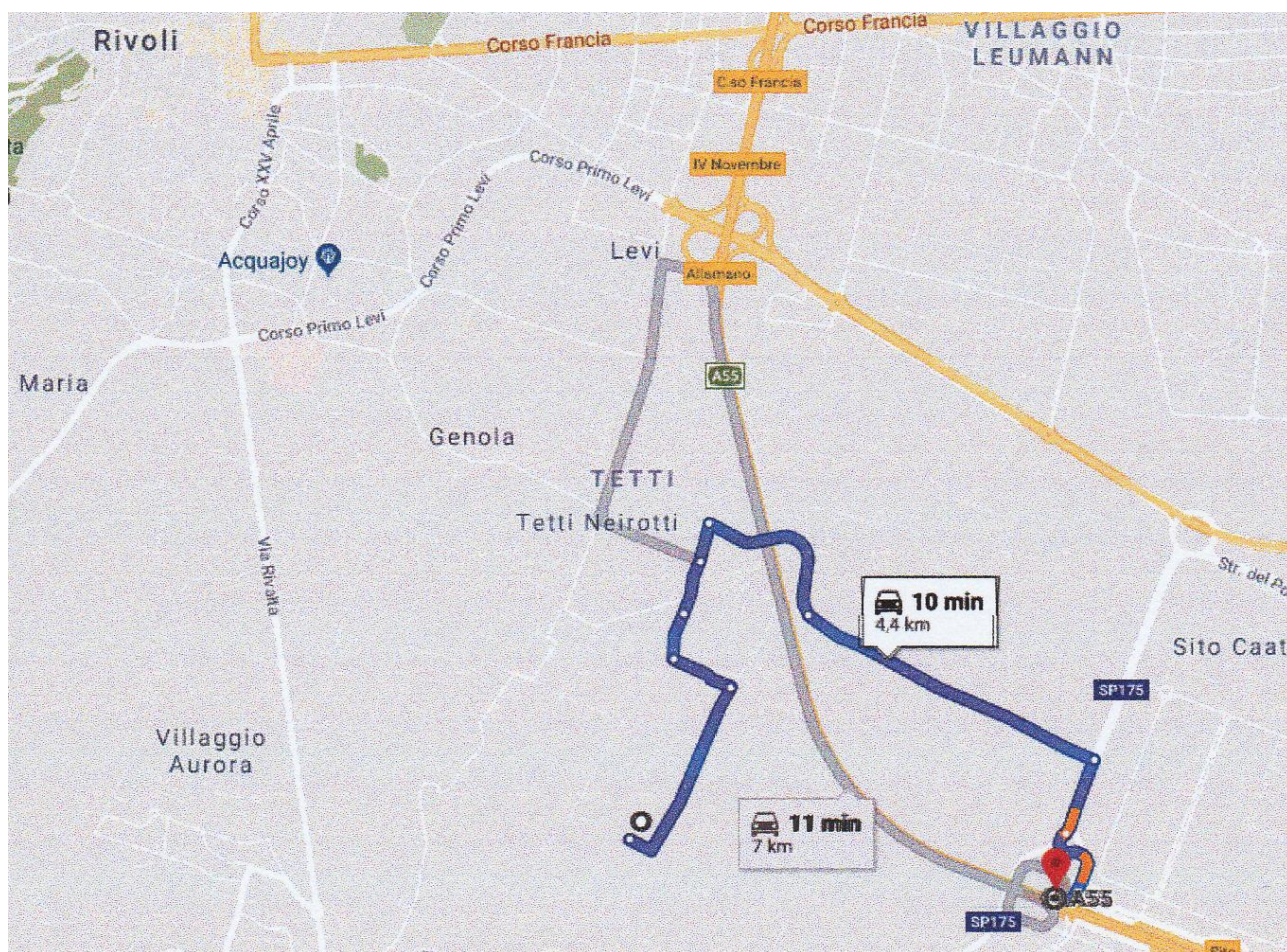 Rivoli
Corso Francia
Corso Francia
VILLAGGIO
LEUMANN
C.so Francia
ta
IV Novembre
Corso XXV Aprile
Corso Primo Levi
Corso Primo Levi
Levi
Acquajoy
Allamano
Corso Primo Levi
A55
Maria
Genola
TETTI
Tetti Neirotti
Via Rivalta
10 min
4,4 km
Str. del Po
Sito Caat
SP175
Villaggio
Aurora
11 min
7 km
A55
SP175
Sito